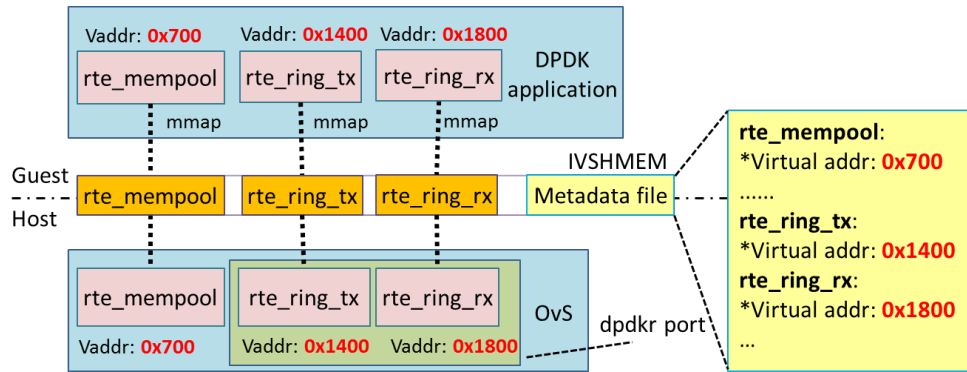 Vaddr: 0x700
Vaddr: 0x1400
Vaddr: 0x1800
rte_mempool
rte_ring_tx
rte_ring_rx
DPDK
application
mmap
mmap
mmap
IVSHMEM
Guest
Host
rte_mempool
rte_ring_tx
rte_ring_rx
Metadata file
rte_mempool
rte_ring_tx
rte_ring_rx
OvS
Vaddr: 0x700
Vaddr: 0x1400
Vaddr: 0x1800
dpdkr port
rte_mempool:
*Virtual addr: 0x700
......
rte_ring_tx:
*Virtual addr: 0x1400
rte_ring_rx:
*Virtual addr: 0x1800
...